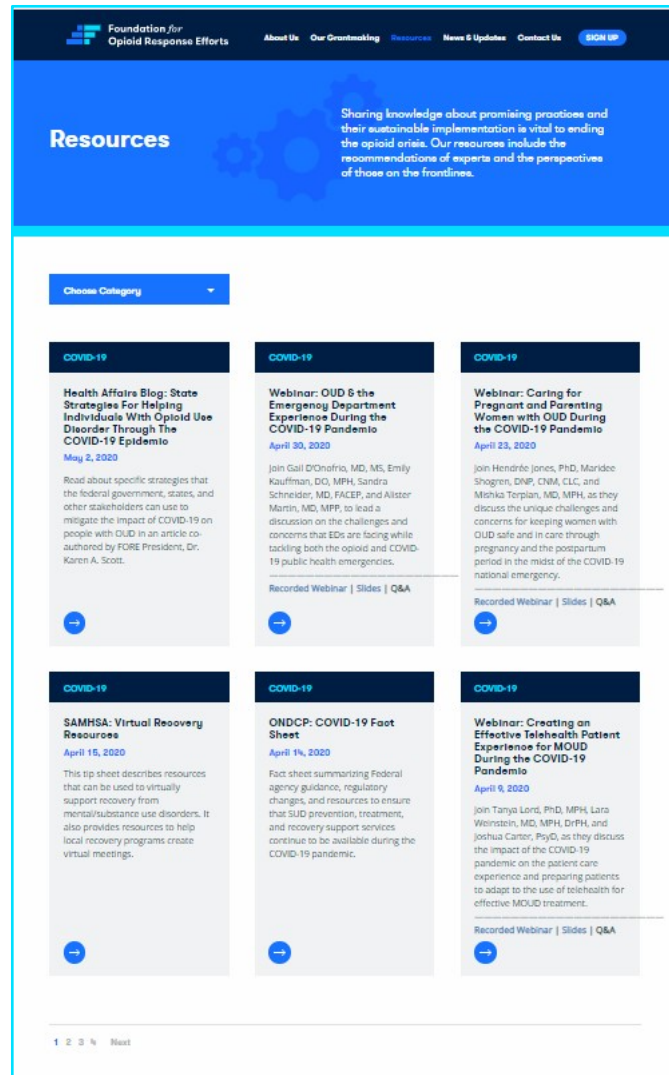 Foundation for
Opioid Response Efforts
About Us Our Grantmaking Resources News & Updates Contact Us SIGN UP
Resources
Sharing knowledge about promising practices and
their sustainable implementation is vital to ending
the opioid crisis. Our resources include the
recommendations of experts and the perspectives
of those on the frontlines.
Choose Category
COVID-19
Health Affairs Blog: State
Strategies For Helping
Individuals With Opioid Use
Disorder Through The
COVID-19 Epidemic
May 2, 2020
Read about specific strategies that
the federal government, states, and
other stakeholders can use to
mitigate the impact of COVID-19 on
people with OUD in an article co-
authored by FORE President, Dr.
Karen A. Scott.
COVID-19
Webinar: OUD & the
Emergency Department
Experience During the
COVID-19 Pandemic
April 30, 2020
Join Gail D'Onofrio, MD, MS, Emily
Kauffman, DO, MPH, Sandra
Schneider, MD, FACEP, and Alister
Martin, MD, MPP, to lead a
discussion on the challenges and
concerns that EDs are facing while
tackling both the opioid and COVID-
19 public health emergencies.
Recorded Webinar | Slides | Q&A
COVID-19
Webinar: Caring for
Pregnant and Parenting
Women with OUD During
the COVID-19 Pandemic
April 23, 2020
Join Hendrée Jones, PhD, Maridee
Shogren, DNP, CNM, CLC, and
Mishka Terplan, MD, MPH, as they
discuss the unique challenges and
concerns for keeping women with
OUD safe and in care through
pregnancy and the postpartum
period in the midst of the COVID-19
national emergency.
Recorded Webinar | Slides | Q&A
COVID-19
SAMHSA: Virtual Recovery
Resources
April 15, 2020
This tip sheet describes resources
that can be used to virtually
support recovery from
mental/substance use disorders. It
also provides resources to help
local recovery programs create
virtual meetings.
COVID-19
ONDCP: COVID-19 Fact
Sheet
April 14, 2020
Fact sheet summarizing Federal
agency guidance, regulatory
changes, and resources to ensure
that SUD prevention, treatment,
and recovery support services
continue to be available during the
COVID-19 pandemic.
COVID-19
Webinar: Creating an
Effective Telehealth Patient
Experience for MOUD
During the COVID-19
Pandemic
April 9, 2020
Join Tanya Lord, PhD, MPH, Lara
Weinstein, MD, MPH, DrPH, and
Joshua Carter, PsyD, as they discuss
the impact of the COVID-19
pandemic on the patient care
experience and preparing patients
to adapt to the use of telehealth for
effective MOUD treatment.
Recorded Webinar | Slides | Q&A
1 2 3 4 Next